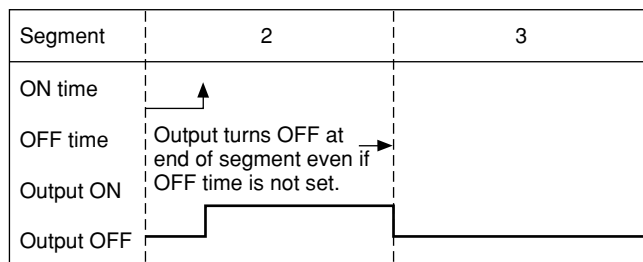 Segment 2 3
ON time
OFF time
Output turns OFF at
end of segment even if
OFF time is not set.
Output ON
Output OFF